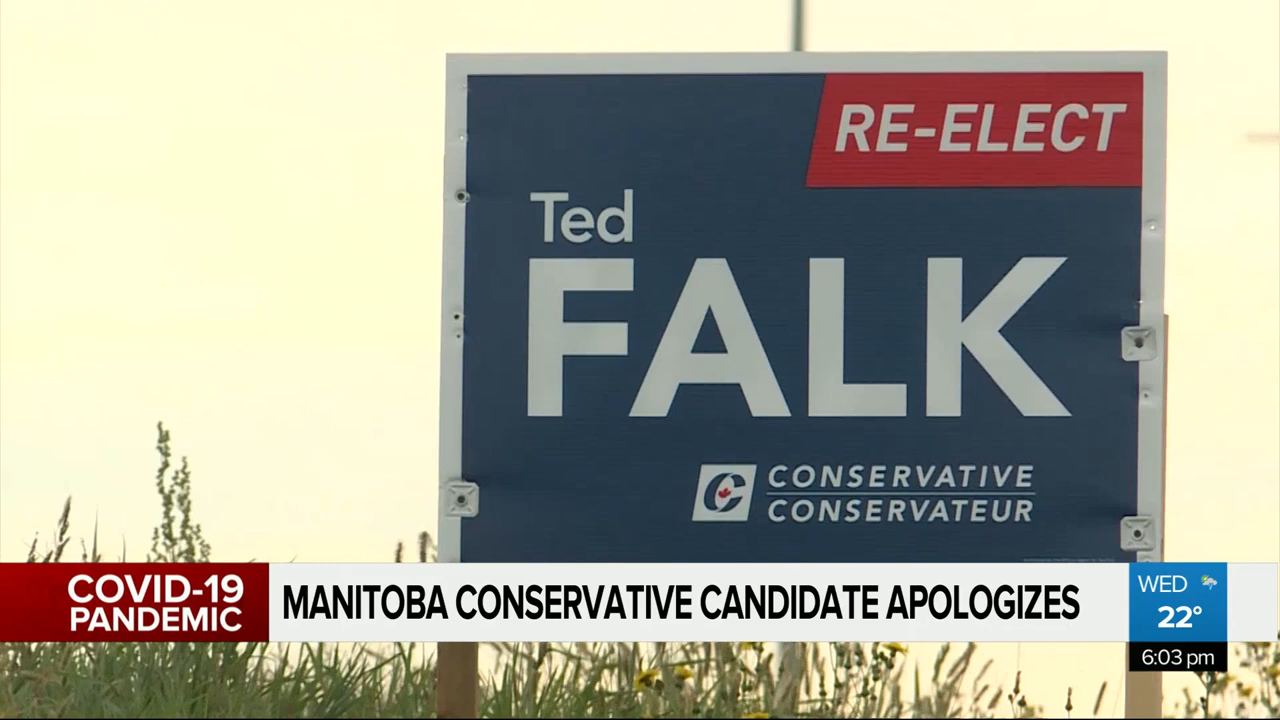 RE-ELECT
Ted
FALK
CONSERVATIVE
CONSERVATEUR
COVID-19
PANDEMIC
MANITOBA CONSERVATIVE CANDIDATE APOLOGIZES
WED
22°
6:03 pm